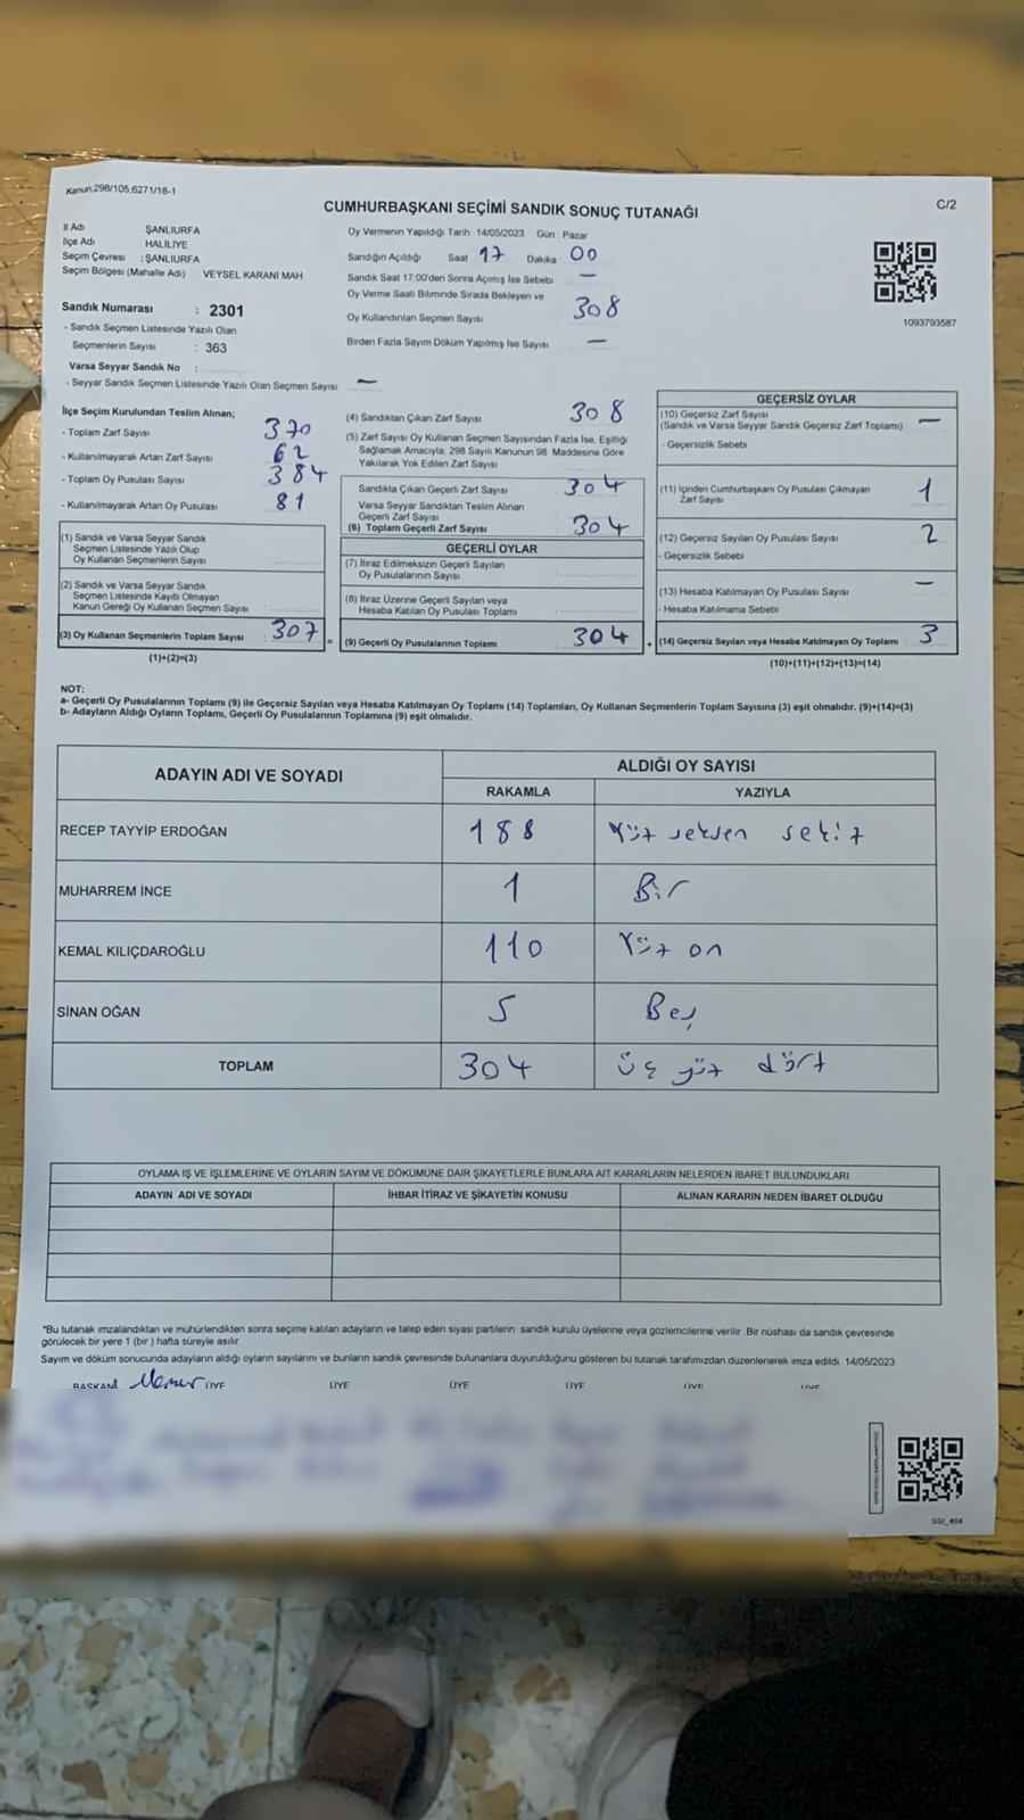 Kanun.298/105,6271/18-1
C/2
CUMHURBAŞKANI SEÇİMİ SANDIK SONUÇ TUTANAĞI
İl Adı ŞANLIURFA
İlçe Adı HALİLİYE
Seçim Çevresi : ŞANLIURFA
Seçim Bölgesi (Mahalle Adı) VEYSEL KARANİ MAH
Sandık Numarası : 2301
- Sandık Seçmen Listesinde Yazılı Olan
Seçmenlerin Sayısı : 363
Varsa Seyyar Sandık No :
- Seyyar Sandık Seçmen Listesinde Yazılı Olan Seçmen Sayısı —
Oy Vermenin Yapıldığı Tarih 14/05/2023 Gün: Pazar
Sandığın Açıldığı Saat 17 Dakika 00
Sandık Saat 17:00'den Sonra Açılmış İse Sebebi —
Oy Verme Saati Bitiminde Sırada Bekleyen ve
Oy Kullandırılan Seçmen Sayısı 308
Birden Fazla Sayım Döküm Yapılmış İse Sayısı —
1093793587
İlçe Seçim Kurulundan Teslim Alınan;
- Toplam Zarf Sayısı 370
- Kullanılmayarak Artan Zarf Sayısı 62
- Toplam Oy Pusulası Sayısı 384
- Kullanılmayarak Artan Oy Pusulası 81
(1) Sandık ve Varsa Seyyar Sandık
Seçmen Listesinde Yazılı Olup
Oy Kullanan Seçmenlerin Sayısı
(2) Sandık ve Varsa Seyyar Sandık
Seçmen Listesinde Kayıtlı Olmayan
Kanun Gereği Oy Kullanan Seçmen Sayısı
(3) Oy Kullanan Seçmenlerin Toplam Sayısı 307
(1)+(2)=(3)
(4) Sandıktan Çıkan Zarf Sayısı 308
(5) Zarf Sayısı Oy Kullanan Seçmen Sayısından Fazla İse, Eşitliği
Sağlamak Amacıyla, 298 Sayılı Kanunun 98. Maddesine Göre
Yakılarak Yok Edilen Zarf Sayısı
Sandıkta Çıkan Geçerli Zarf Sayısı 304
Varsa Seyyar Sandıktan Teslim Alınan
Geçerli Zarf Sayısı
(6) Toplam Geçerli Zarf Sayısı 304
GEÇERLİ OYLAR
(7) İtiraz Edilmeksizin Geçerli Sayılan
Oy Pusulalarının Sayısı
(8) İtiraz Üzerine Geçerli Sayılan veya
Hesaba Katılan Oy Pusulası Toplamı
= (9) Geçerli Oy Pusulalarının Toplamı 304
GEÇERSİZ OYLAR
(10) Geçersiz Zarf Sayısı
(Sandık ve Varsa Seyyar Sandık Geçersiz Zarf Toplamı) —
- Geçersizlik Sebebi
(11) İçinden Cumhurbaşkanı Oy Pusulası Çıkmayan
Zarf Sayısı 1
(12) Geçersiz Sayılan Oy Pusulası Sayısı 2
- Geçersizlik Sebebi
(13) Hesaba Katılmayan Oy Pusulası Sayısı —
- Hesaba Katılmama Sebebi
+ (14) Geçersiz Sayılan veya Hesaba Katılmayan Oy Toplamı 3
(10)+(11)+(12)+(13)=(14)
NOT:
a- Geçerli Oy Pusulalarının Toplamı (9) ile Geçersiz Sayılan veya Hesaba Katılmayan Oy Toplamı (14) Toplamları, Oy Kullanan Seçmenlerin Toplam Sayısına (3) eşit olmalıdır. (9)+(14)=(3)
b- Adayların Aldığı Oyların Toplamı, Geçerli Oy Pusulalarının Toplamına (9) eşit olmalıdır.
ADAYIN ADI VE SOYADI ALDIĞI OY SAYISI
RAKAMLA YAZIYLA
RECEP TAYYİP ERDOĞAN 188 Yüz seksen sekiz
MUHARREM İNCE 1 Bir
KEMAL KILIÇDAROĞLU 110 Yüz on
SİNAN OĞAN 5 Beş
TOPLAM 304 üç yüz dört
OYLAMA İŞ VE İŞLEMLERİNE VE OYLARIN SAYIM VE DÖKÜMÜNE DAİR ŞİKAYETLERLE BUNLARA AİT KARARLARIN NELERDEN İBARET BULUNDUKLARI
ADAYIN ADI VE SOYADI İHBAR İTİRAZ VE ŞİKAYETİN KONUSU ALINAN KARARIN NEDEN İBARET OLDUĞU
*Bu tutanak imzalandıktan ve mühürlendikten sonra seçime katılan adayların ve talep eden siyasi partilerin sandık kurulu üyelerine veya gözlemcilerine verilir. Bir nüshası da sandık çevresinde
görülecek bir yere 1 (bir) hafta süreyle asılır.
Sayım ve döküm sonucunda adayların aldığı oyların sayılarını ve bunların sandık çevresinde bulunanlara duyurulduğunu gösteren bu tutanak tarafımızdan düzenlenerek imza edildi. 14/05/2023
BAŞKAN ÜYE ÜYE ÜYE ÜYE ÜYE ÜYE